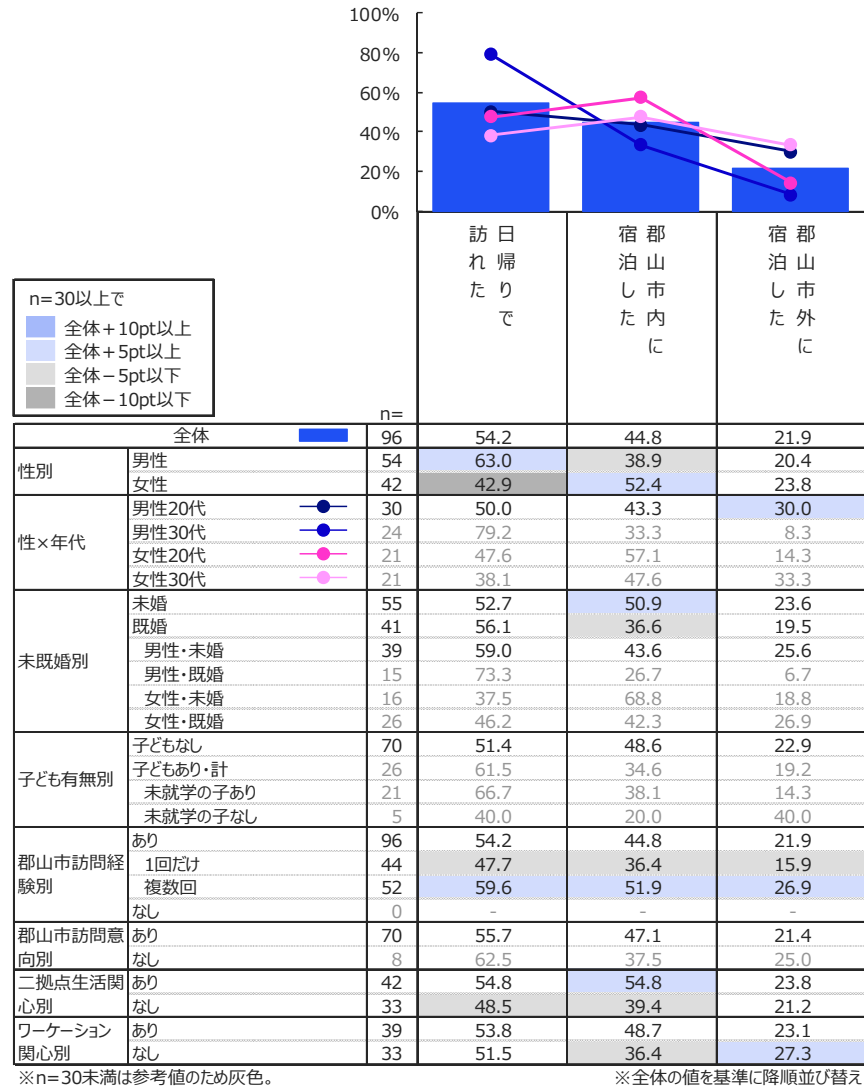 100%
80%
60%
40%
20%
0%
日帰りで訪れた
郡山市内に宿泊した
郡山市外に宿泊した
n=30以上で
全体+10pt以上
全体+5pt以上
全体-5pt以下
全体-10pt以下
n=
全体 96 54.2 44.8 21.9
性別
男性 54 63.0 38.9 20.4
女性 42 42.9 52.4 23.8
性×年代
男性20代 30 50.0 43.3 30.0
男性30代 24 79.2 33.3 8.3
女性20代 21 47.6 57.1 14.3
女性30代 21 38.1 47.6 33.3
未既婚別
未婚 55 52.7 50.9 23.6
既婚 41 56.1 36.6 19.5
男性・未婚 39 59.0 43.6 25.6
男性・既婚 15 73.3 26.7 6.7
女性・未婚 16 37.5 68.8 18.8
女性・既婚 26 46.2 42.3 26.9
子ども有無別
子どもなし 70 51.4 48.6 22.9
子どもあり・計 26 61.5 34.6 19.2
未就学の子あり 21 66.7 38.1 14.3
未就学の子なし 5 40.0 20.0 40.0
郡山市訪問経験別
あり 96 54.2 44.8 21.9
1回だけ 44 47.7 36.4 15.9
複数回 52 59.6 51.9 26.9
なし 0 - - -
郡山市訪問意向別
あり 70 55.7 47.1 21.4
なし 8 62.5 37.5 25.0
二拠点生活関心別
あり 42 54.8 54.8 23.8
なし 33 48.5 39.4 21.2
ワーケーション関心別
あり 39 53.8 48.7 23.1
なし 33 51.5 36.4 27.3
※n=30未満は参考値のため灰色。
※全体の値を基準に降順並び替え